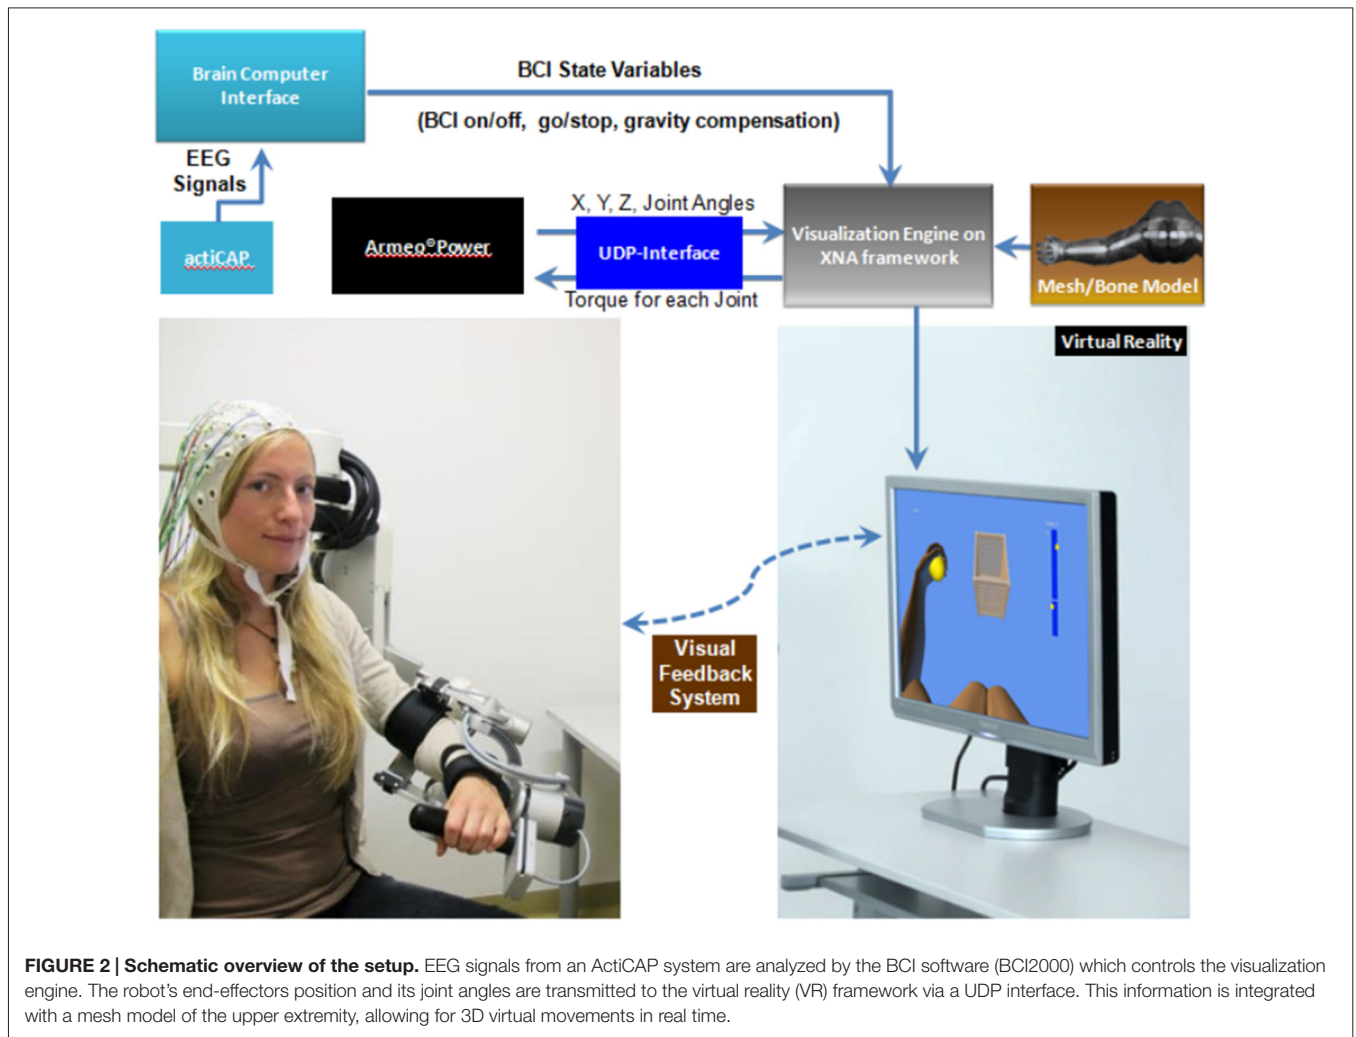 Brain Computer
Interface
BCI State Variables
(BCI on/off, go/stop, gravity compensation)
EEG
Signals
actiCAP
Armeo®Power
X, Y, Z, Joint Angles
UDP-Interface
Torque for each Joint
Visualization Engine on
XNA framework
Mesh/Bone Model
Virtual Reality
Visual
Feedback
System
FIGURE 2 | Schematic overview of the setup. EEG signals from an ActiCAP system are analyzed by the BCI software (BCI2000) which controls the visualization
engine. The robot's end-effectors position and its joint angles are transmitted to the virtual reality (VR) framework via a UDP interface. This information is integrated
with a mesh model of the upper extremity, allowing for 3D virtual movements in real time.